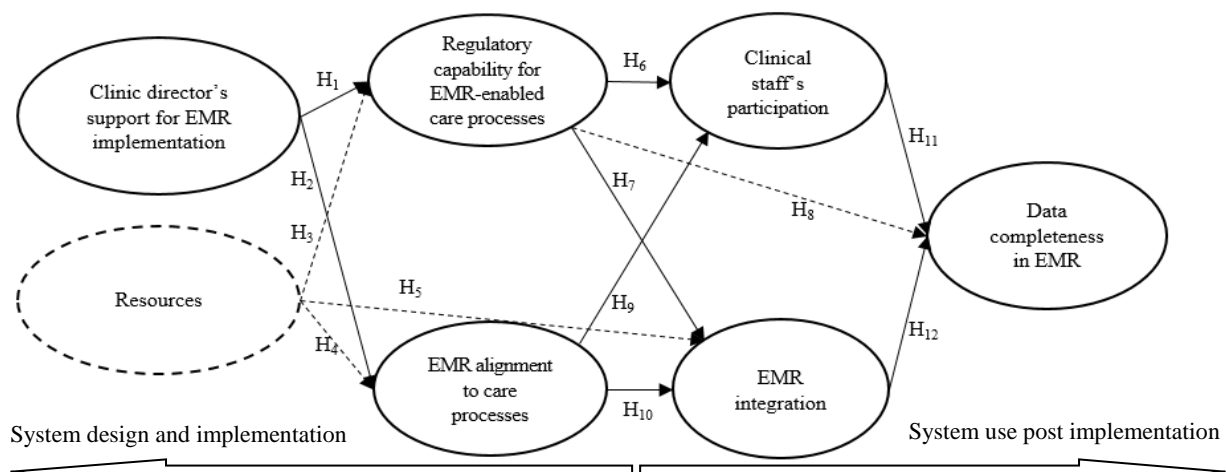 Clinic director's
support for EMR
implementation
Resources
Regulatory
capability for
EMR-enabled
care processes
EMR alignment
to care
processes
Clinical
staff's
participation
EMR
integration
Data
completeness
in EMR
H1
H2
H3
H4
H5
H6
H7
H8
H9
H10
H11
H12
System design and implementation
System use post implementation